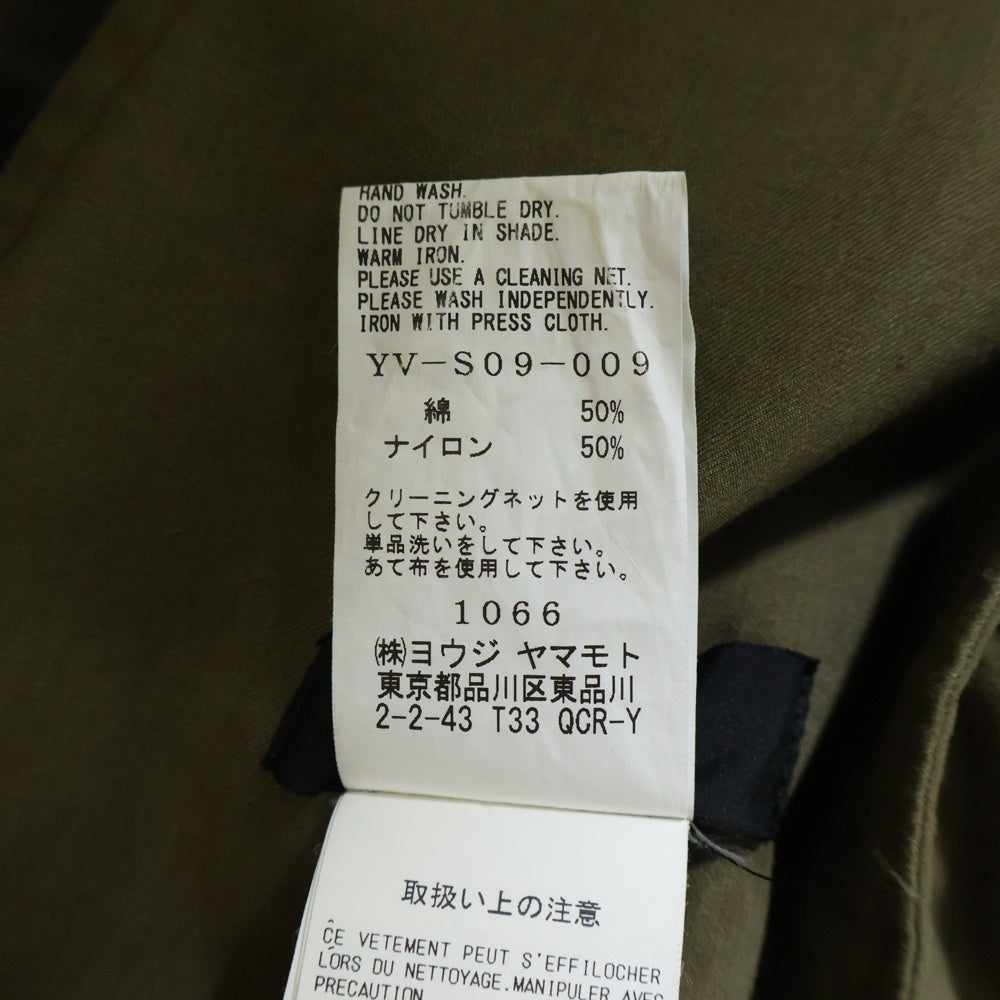 HAND WASH.
DO NOT TUMBLE DRY.
LINE DRY IN SHADE.
WARM IRON.
PLEASE USE A CLEANING NET.
PLEASE WASH INDEPENDENTLY.
IRON WITH PRESS CLOTH.
YV-S09-009
綿 50%
ナイロン 50%
クリーニングネットを使用
して下さい。
単品洗いをして下さい。
あて布を使用して下さい。
1066
㈱ヨウジ ヤマモト
東京都品川区東品川
2-2-43 T33 QCR-Y
取扱い上の注意
CE VETEMENT PEUT S'EFFILOCHER
LORS DU NETTOYAGE.MANIPULER AVEC
PRECAUTION